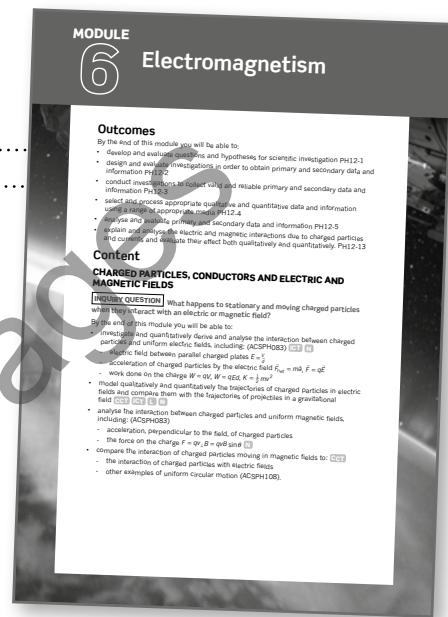 MODULE
6
Electromagnetism
Outcomes
By the end of this module you will be able to:
• develop and evaluate questions and hypotheses for scientific investigation PH12-1
• design and evaluate investigations in order to obtain primary and secondary data and
information PH12-2
• conduct investigations to collect valid and reliable primary and secondary data and
information PH12-3
• select and process appropriate qualitative and quantitative data and information
using a range of appropriate media PH12-4
• analyse and evaluate primary and secondary data and information PH12-5
• explain and analyse the electric and magnetic interactions due to charged particles
and currents and evaluate their effect both qualitatively and quantitatively. PH12-13
Content
CHARGED PARTICLES, CONDUCTORS AND ELECTRIC AND
MAGNETIC FIELDS
INQUIRY QUESTION What happens to stationary and moving charged particles
when they interact with an electric or magnetic field?
By the end of this module you will be able to:
• investigate and quantitatively derive and analyse the interaction between charged
particles and uniform electric fields, including: (ACSPH083) ICT N
- electric field between parallel charged plates E = V/d
- acceleration of charged particles by the electric field F⃗net = ma⃗, F⃗ = qE⃗
- work done on the charge W = qV, W = qEd, K = ½mv²
• model qualitatively and quantitatively the trajectories of charged particles in electric
fields and compare them with the trajectories of projectiles in a gravitational
field CCT ICT L N
• analyse the interaction between charged particles and uniform magnetic fields,
including: (ACSPH083)
- acceleration, perpendicular to the field, of charged particles
- the force on the charge F = qv⊥B = qvB sin θ N
• compare the interaction of charged particles moving in magnetic fields to: CCT
- the interaction of charged particles with electric fields
- other examples of uniform circular motion (ACSPH108).
ages